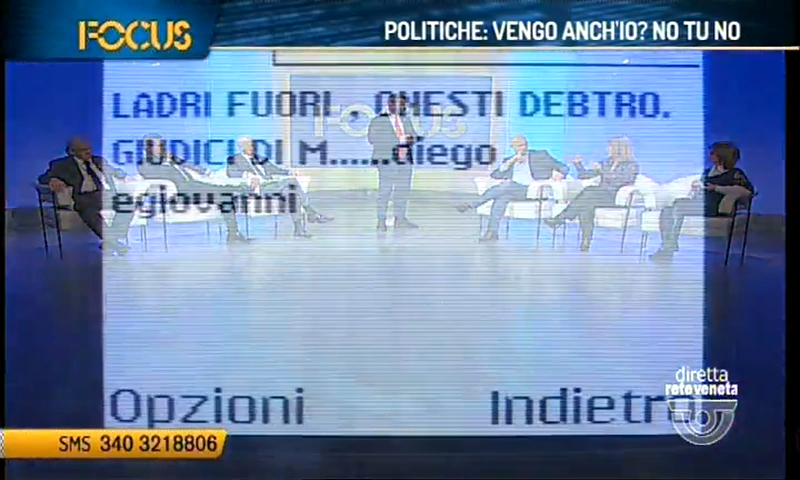 FOCUS
POLITICHE: VENGO ANCH'IO? NO TU NO
LADRI FUORI , ONESTI DEBTRO.
GIUDICI DI M......diego
egiovanni
FOCUS
Opzioni
Indietro
diretta
reteveneta
SMS 340 3218806